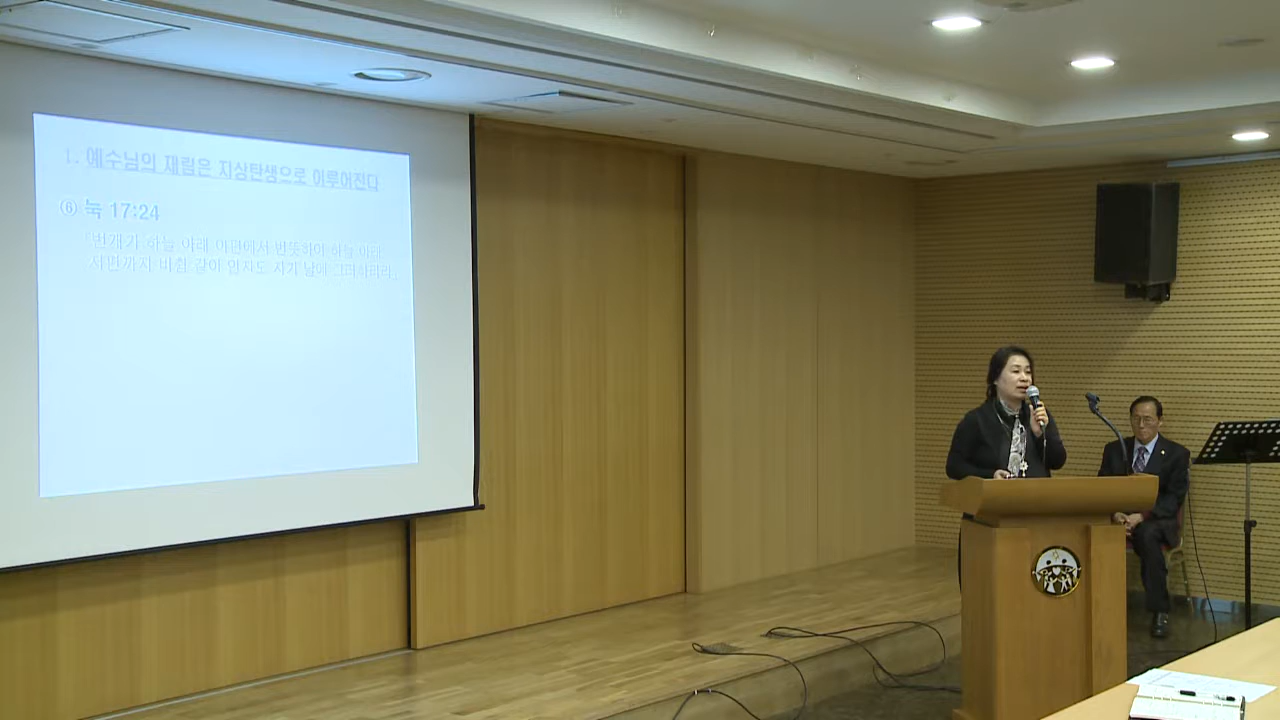 1. 예수님의 재림은 지상탄생으로 이루어진다
⑥ 눅 17:24
「번개가 하늘 아래 이편에서 번뜻하여 하늘 아래
저편까지 비침 같이 인자도 자기 날에 그러하리라」